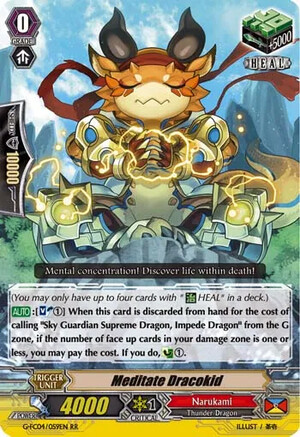 0
GRADE
+5000
HEAL
10000
SHIELD
Mental concentration! Discover life within death!
(You may only have up to four cards with "HEAL" in a deck.)
AUTO: [V ①] When this card is discarded from hand for the cost of
calling "Sky Guardian Supreme Dragon, Impede Dragon" from the G
zone, if the number of face up cards in your damage zone is one or
less, you may pay the cost. If you do, ①.
TRIGGER
UNIT
Meditate Dracokid
POWER
4000
1
CRITICAL
Narukami
Thunder Dragon
G-FC04/059EN RR
ILLUST /